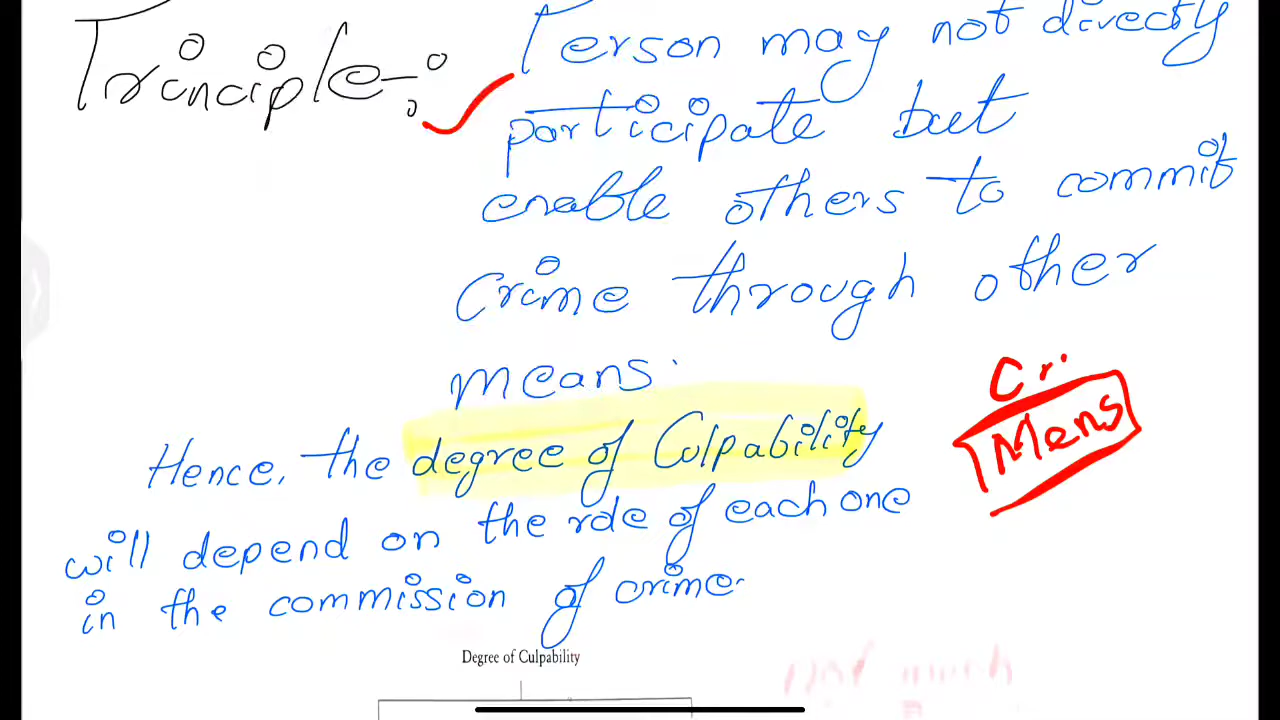 Principle:
Person may not directly
participate but
enable others to commit
crime through other
means.
Cr.
Mens
Hence, the degree of Culpability
will depend on the role of each one
in the commission of crime.
Degree of Culpability